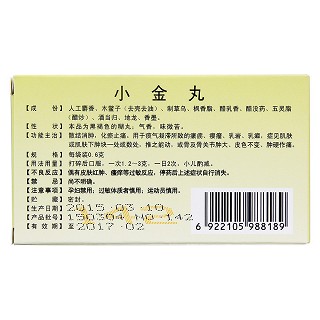 小金丸
【成 份】人工麝香、木鳖子(去壳去油)、制草乌、枫香脂、醋乳香、醋没药、五灵脂
(醋炒)、酒当归、地龙、香墨。
【性 状】本品为黑褐色的糊丸;气香,味微苦。
【功能主治】散结消肿,化瘀止痛。用于痰气凝滞所致的瘰疬、瘿瘤、乳岩、乳癖,症见肌肤
或肌肤下肿块一处或数处,推之能动,或骨及骨关节肿大、皮色不变、肿硬作痛。
【规 格】每袋装0.6g
【用法用量】打碎后口服,一次1.2~3g,一日2次,小儿酌减。
【不良反应】偶有皮肤红肿、瘙痒等过敏反应,停药后上述症状自行消失。
【禁 忌】尚不明确。
【注意事项】孕妇禁用;过敏体质者慎用;运动员慎用。
【贮 藏】密封。
【生产日期】2015-03-10
【产品批号】150304 NO 142
【有 效 期】至 2017-02
6 922105 988189